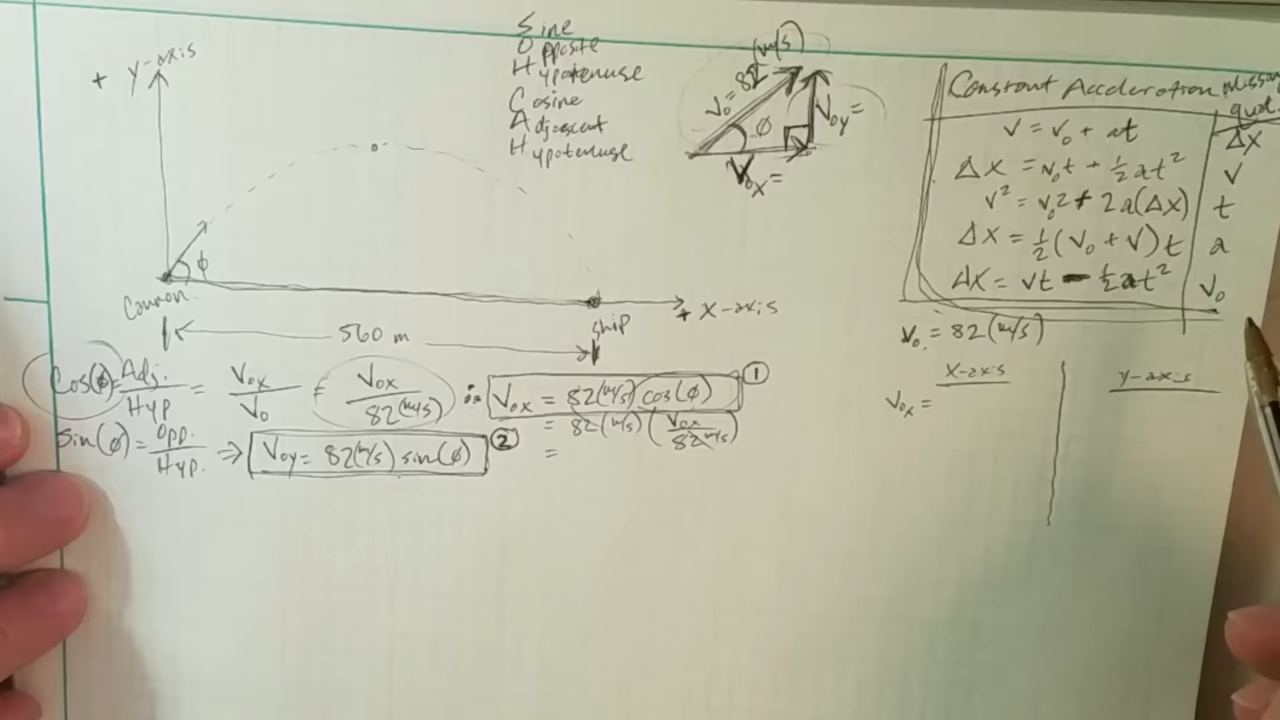 + y-axis
Φ
Cannon
ship
+ x-axis
560 m
Sine
Opposite
Hypotenuse
Cosine
Adjascent
Hypotenuse
V₀ = 82 (m/s)
Φ
V₀y =
V₀x =
Constant Acceleration
Missing quat.
V = V₀ + at
ΔX
ΔX = V₀t + ½at²
V
V² = V₀² + 2a(ΔX)
t
ΔX = ½(V₀ + V)t
a
ΔX = Vt - ½at²
V₀
V₀ = 82 (m/s)
X-axis
y-axis
V₀x =
Cos(Φ) = Adj./Hyp = V₀x/V₀ = V₀x/82(m/s) ∴ V₀x = 82(m/s) cos(Φ) ①
= 82(m/s) (V₀x/82m/s)
=
Sin(Φ) = Opp./Hyp. ⇒ V₀y = 82(m/s) sin(Φ) ②